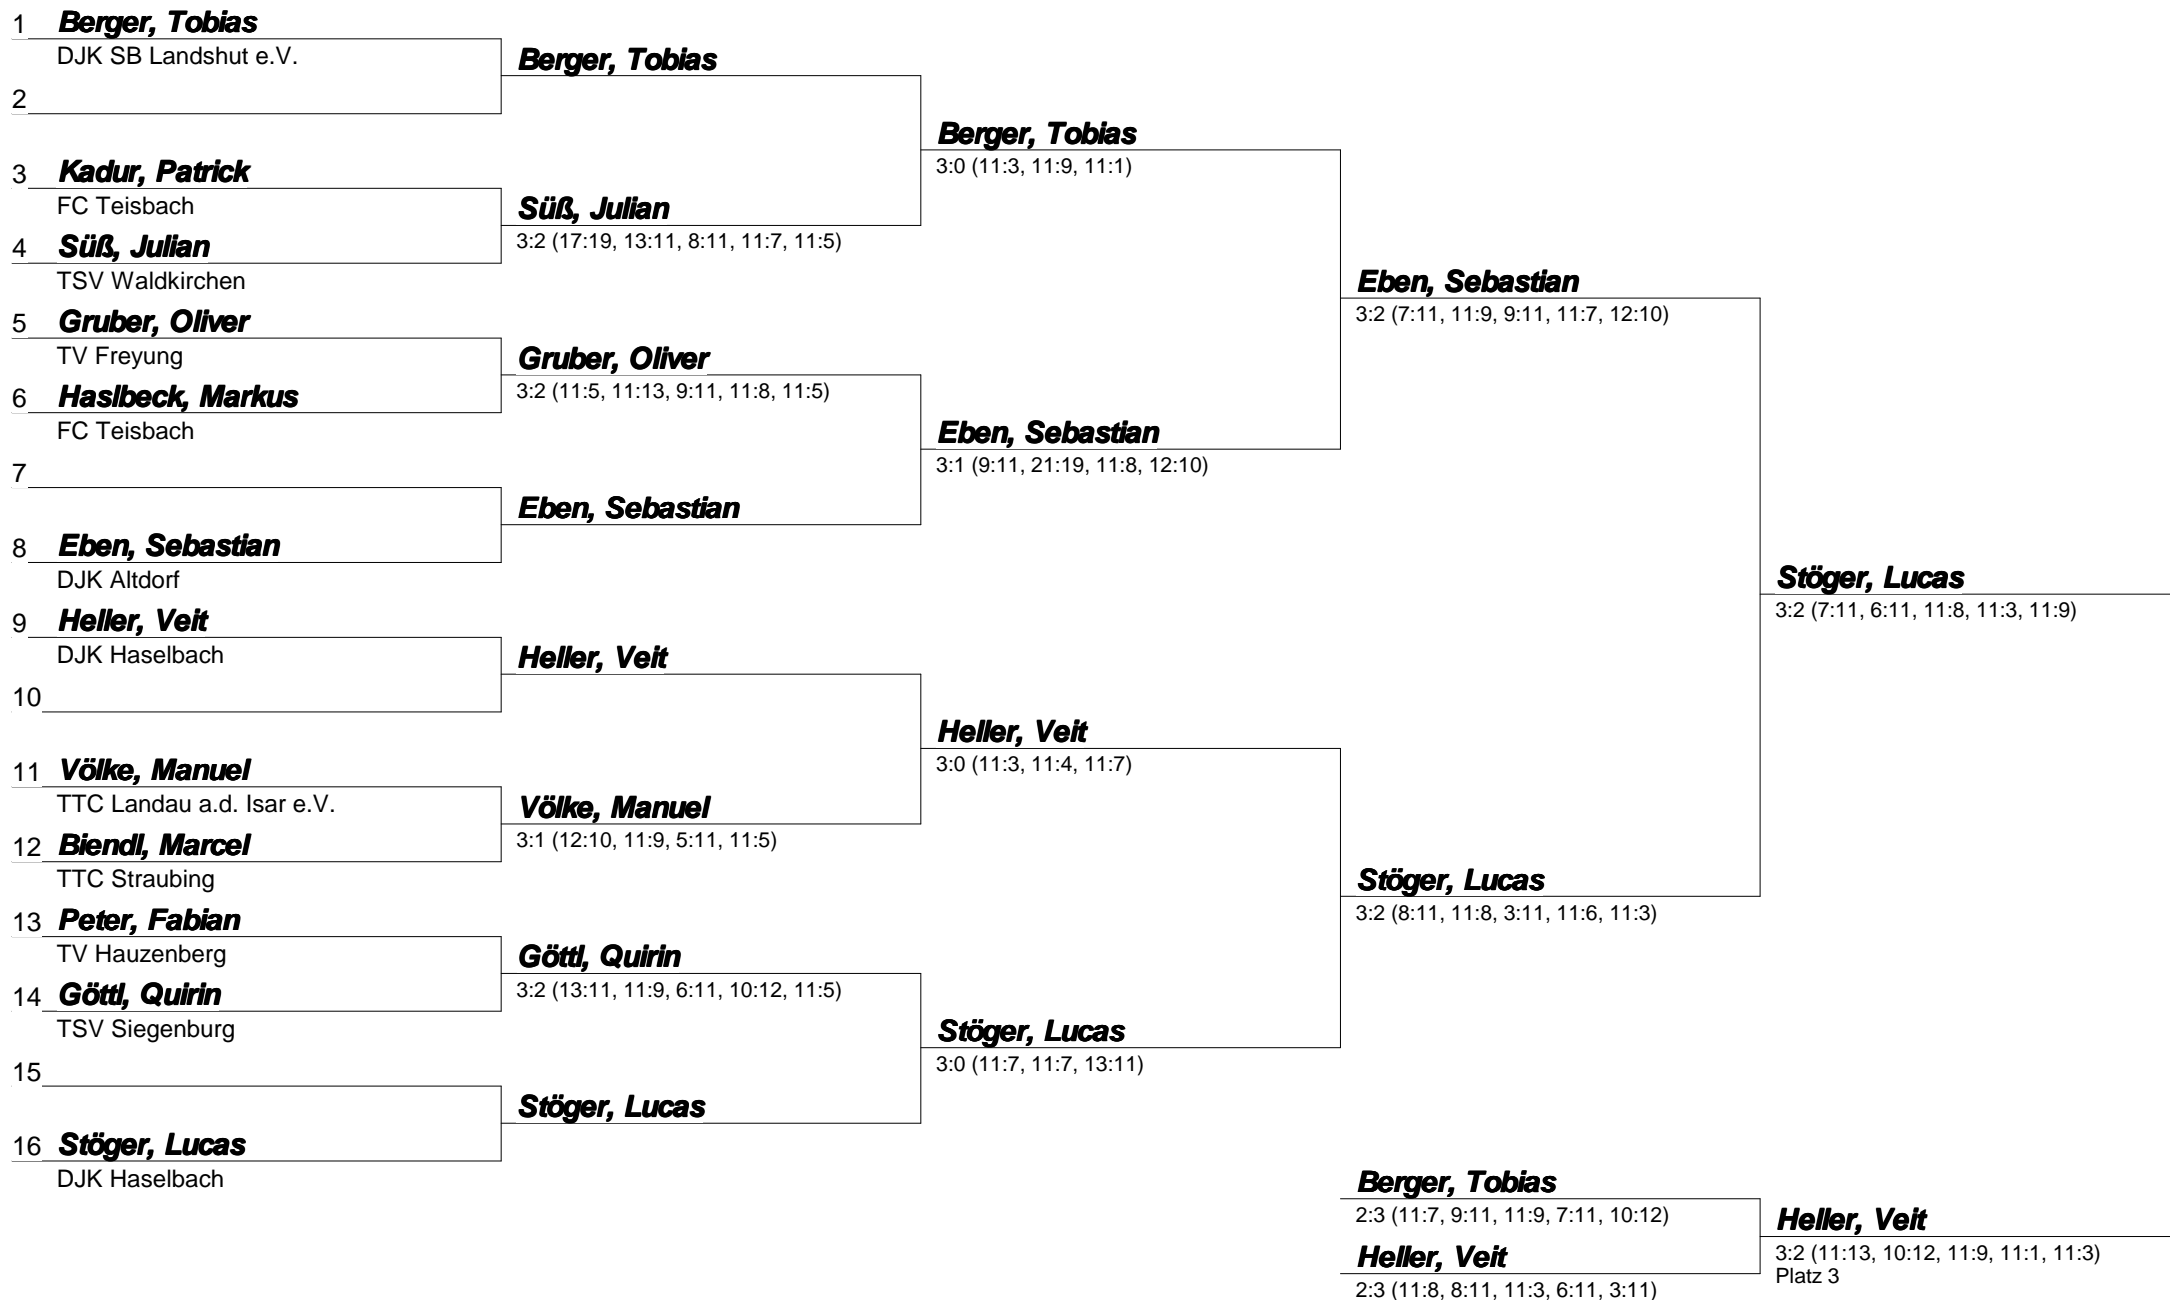 1 Berger, Tobias
DJK SB Landshut e.V.
Berger, Tobias
2
Berger, Tobias
3:0 (11:3, 11:9, 11:1)
3 Kadur, Patrick
FC Teisbach
Süß, Julian
3:2 (17:19, 13:11, 8:11, 11:7, 11:5)
4 Süß, Julian
TSV Waldkirchen
Eben, Sebastian
3:2 (7:11, 11:9, 9:11, 11:7, 12:10)
5 Gruber, Oliver
TV Freyung
Gruber, Oliver
3:2 (11:5, 11:13, 9:11, 11:8, 11:5)
6 Haslbeck, Markus
FC Teisbach
Eben, Sebastian
3:1 (9:11, 21:19, 11:8, 12:10)
7
Eben, Sebastian
8 Eben, Sebastian
DJK Altdorf
Stöger, Lucas
3:2 (7:11, 6:11, 11:8, 11:3, 11:9)
9 Heller, Veit
DJK Haselbach
Heller, Veit
10
Heller, Veit
3:0 (11:3, 11:4, 11:7)
11 Völke, Manuel
TTC Landau a.d. Isar e.V.
Völke, Manuel
3:1 (12:10, 11:9, 5:11, 11:5)
12 Biendl, Marcel
TTC Straubing
Stöger, Lucas
3:2 (8:11, 11:8, 3:11, 11:6, 11:3)
13 Peter, Fabian
TV Hauzenberg
Göttl, Quirin
3:2 (13:11, 11:9, 6:11, 10:12, 11:5)
14 Göttl, Quirin
TSV Siegenburg
Stöger, Lucas
3:0 (11:7, 11:7, 13:11)
15
Stöger, Lucas
16 Stöger, Lucas
DJK Haselbach
Berger, Tobias
2:3 (11:7, 9:11, 11:9, 7:11, 10:12)
Heller, Veit
3:2 (11:13, 10:12, 11:9, 11:1, 11:3)
Platz 3
Heller, Veit
2:3 (11:8, 8:11, 11:3, 6:11, 3:11)